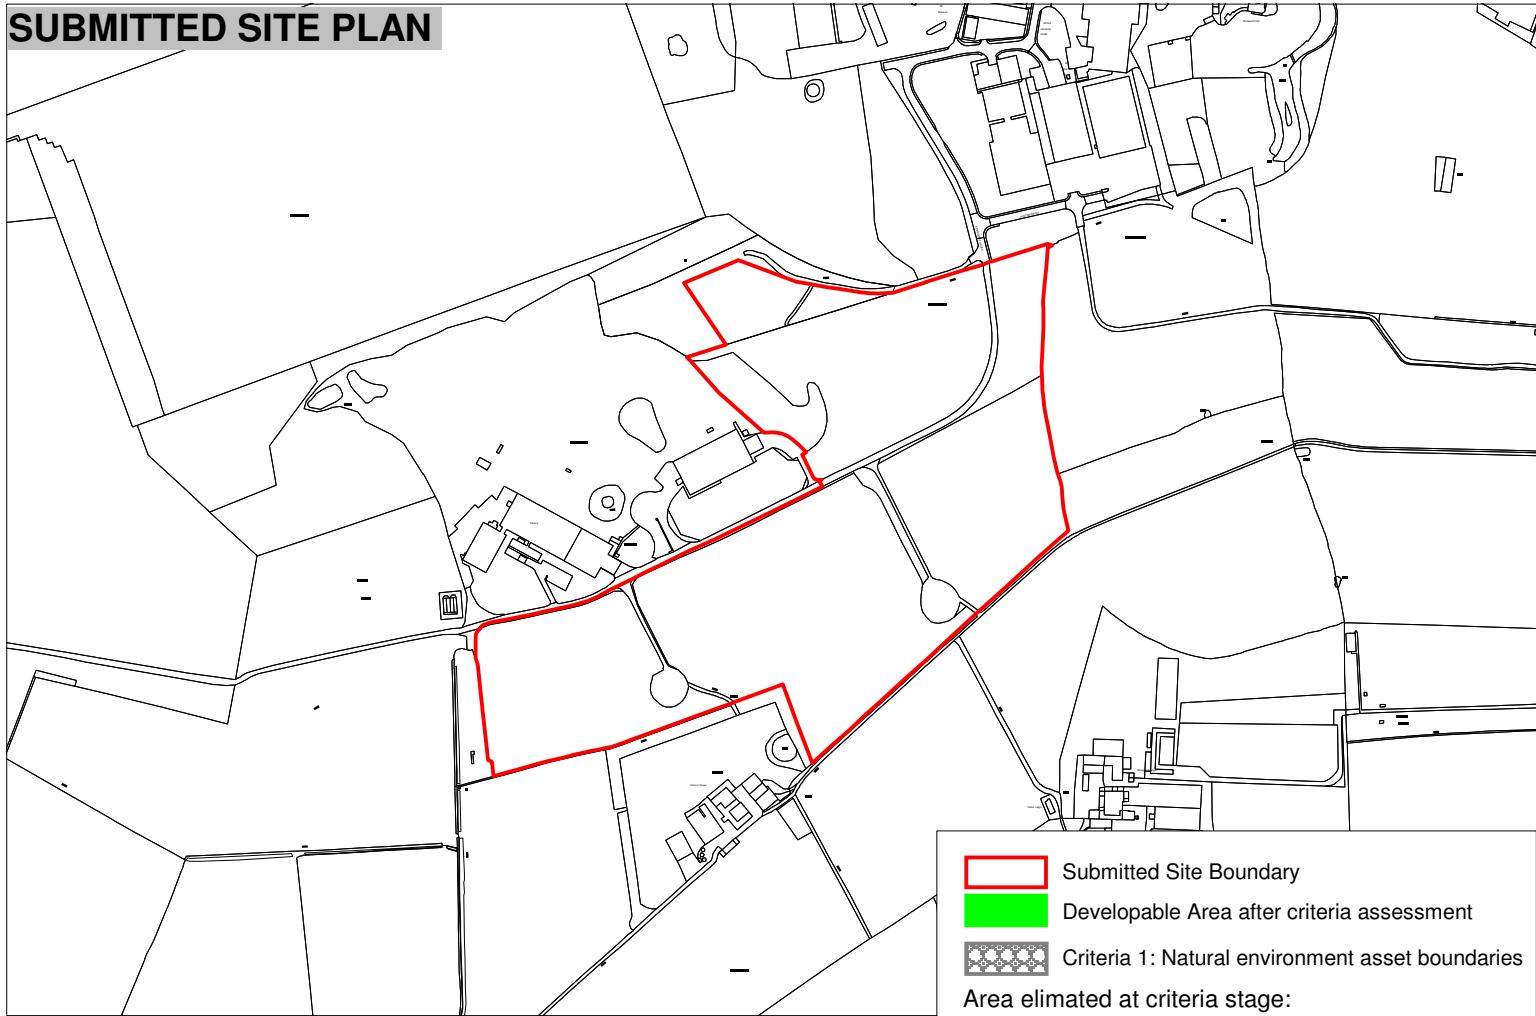 SUBMITTED SITE PLAN
Submitted Site Boundary
Developable Area after criteria assessment
Criteria 1: Natural environment asset boundaries
Area elimated at criteria stage: